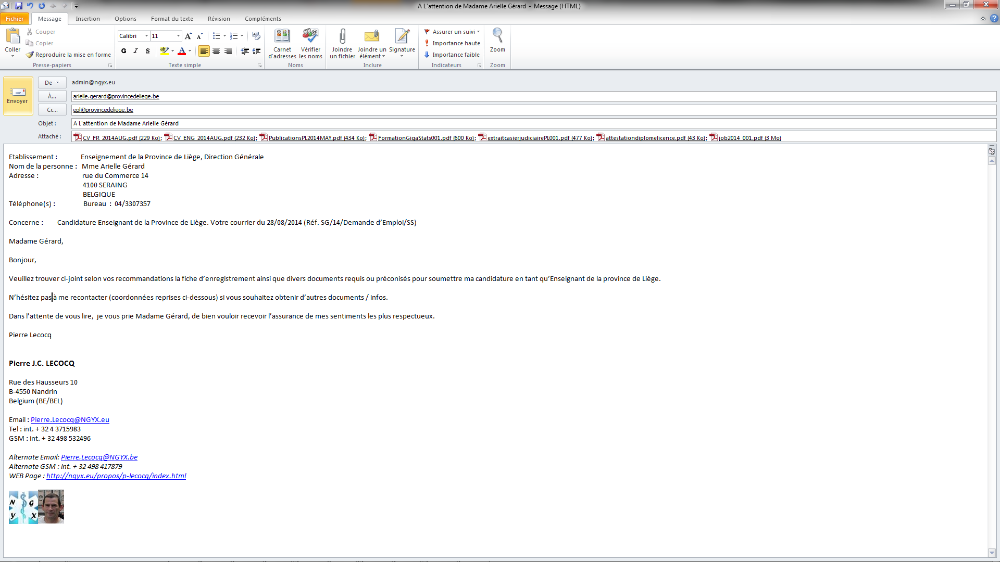 A L'attention de Madame Arielle Gérard - Message (HTML)
Fichier Message Insertion Options Format du texte Révision Compléments
Coller
Couper
Copier
Reproduire la mise en forme
Presse-papiers
Calibri 11
G I S
Texte simple
Carnet d'adresses
Vérifier les noms
Noms
Joindre un fichier
Joindre un élément
Signature
Inclure
Assurer un suivi
Importance haute
Importance faible
Indicateurs
Zoom
Zoom
Envoyer
De admin@ngyx.eu
À... arielle.gerard@provincedeliege.be
Cc... epl@provincedeliege.be
Objet : A L'attention de Madame Arielle Gérard
Attaché : CV_FR_2014AUG.pdf (229 Ko); CV_ENG_2014AUG.pdf (232 Ko); PublicationsPL2014MAY.pdf (434 Ko); FormationGigaStats001.pdf (600 Ko); extraitcasierjudiciairePL001.pdf (477 Ko); attestationdiplomelicence.pdf (43 Ko); job2014_001.pdf (3 Mo)
Etablissement : Enseignement de la Province de Liège, Direction Générale
Nom de la personne : Mme Arielle Gérard
Adresse : rue du Commerce 14
4100 SERAING
BELGIQUE
Téléphone(s) : Bureau : 04/3307357
Concerne : Candidature Enseignant de la Province de Liège. Votre courrier du 28/08/2014 (Réf. SG/14/Demande d’Emploi/SS)
Madame Gérard,
Bonjour,
Veuillez trouver ci-joint selon vos recommandations la fiche d’enregistrement ainsi que divers documents requis ou préconisés pour soumettre ma candidature en tant qu’Enseignant de la province de Liège.
N’hésitez pas à me recontacter (coordonnées reprises ci-dessous) si vous souhaitez obtenir d’autres documents / infos.
Dans l’attente de vous lire, je vous prie Madame Gérard, de bien vouloir recevoir l’assurance de mes sentiments les plus respectueux.
Pierre Lecocq
Pierre J.C. LECOCQ
Rue des Hausseurs 10
B-4550 Nandrin
Belgium (BE/BEL)
Email : Pierre.Lecocq@NGYX.eu
Tel : int. + 32 4 3715983
GSM : int. + 32 498 532496
Alternate Email: Pierre.Lecocq@NGYX.be
Alternate GSM : int. + 32 498 417879
WEB Page : http://ngyx.eu/propos/p-lecocq/index.html
N G
Y X